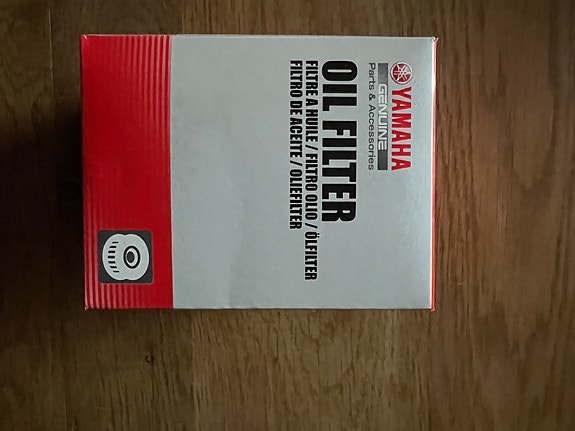 YAMAHA
GENUINE
Parts & Accessories
OIL FILTER
FILTRE A HUILE / FILTRO OLIO / ÖLFILTER
FILTRO DE ACEITE / OLIEFILTER